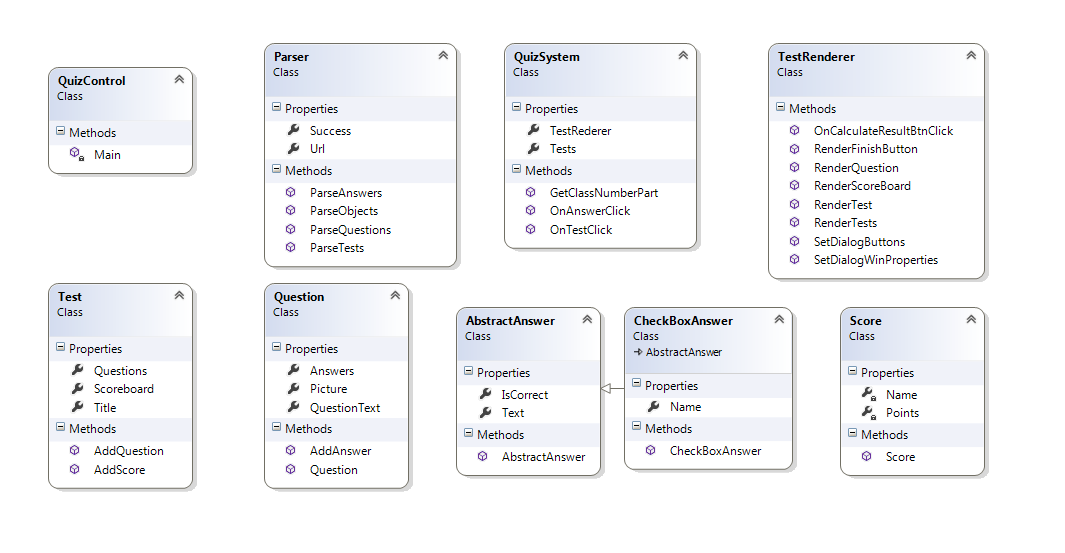 QuizControl
Class
Methods
Main
Parser
Class
Properties
Success
Url
Methods
ParseAnswers
ParseObjects
ParseQuestions
ParseTests
QuizSystem
Class
Properties
TestRederer
Tests
Methods
GetClassNumberPart
OnAnswerClick
OnTestClick
TestRenderer
Class
Methods
OnCalculateResultBtnClick
RenderFinishButton
RenderQuestion
RenderScoreBoard
RenderTest
RenderTests
SetDialogButtons
SetDialogWinProperties
Test
Class
Properties
Questions
Scoreboard
Title
Methods
AddQuestion
AddScore
Question
Class
Properties
Answers
Picture
QuestionText
Methods
AddAnswer
Question
AbstractAnswer
Class
Properties
IsCorrect
Text
Methods
AbstractAnswer
CheckBoxAnswer
Class
AbstractAnswer
Properties
Name
Methods
CheckBoxAnswer
Score
Class
Properties
Name
Points
Methods
Score